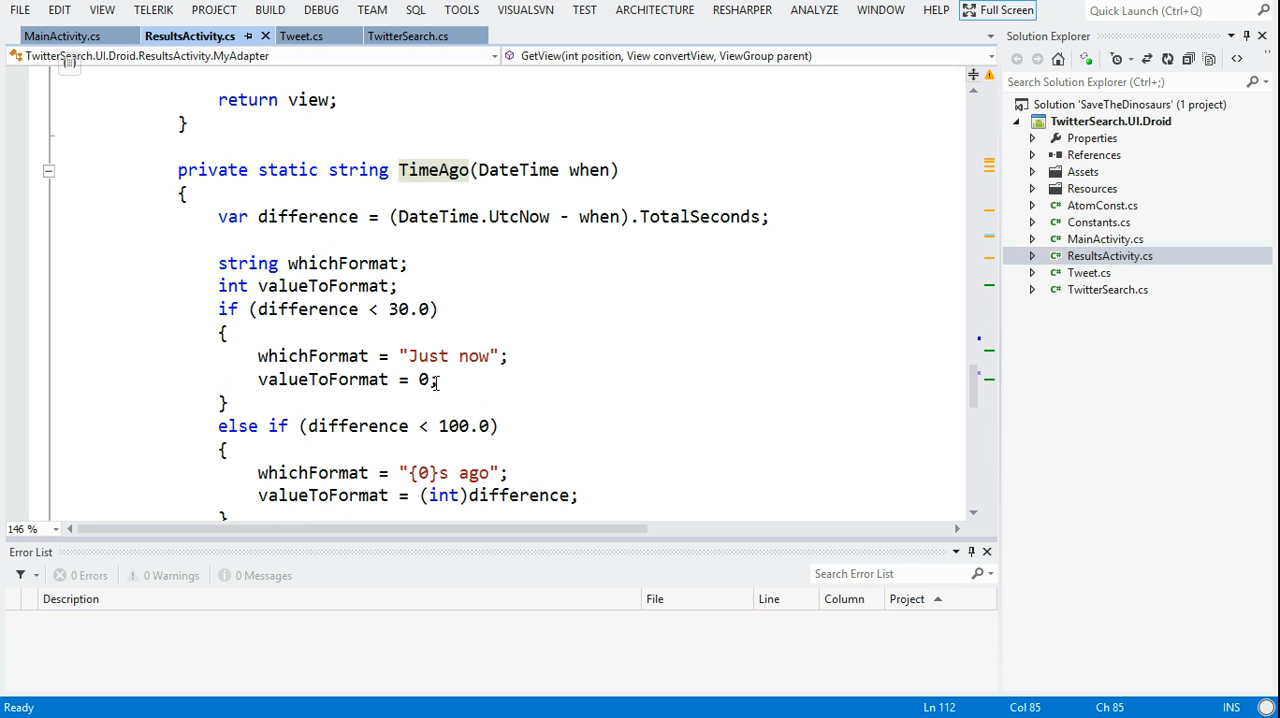 FILE EDIT VIEW TELERIK PROJECT BUILD DEBUG TEAM SQL TOOLS VISUALSVN TEST ARCHITECTURE RESHARPER ANALYZE WINDOW HELP Full Screen Quick Launch (Ctrl+Q)
MainActivity.cs ResultsActivity.cs Tweet.cs TwitterSearch.cs
TwitterSearch.UI.Droid.ResultsActivity.MyAdapter GetView(int position, View convertView, ViewGroup parent)
return view;
}
private static string TimeAgo(DateTime when)
{
var difference = (DateTime.UtcNow - when).TotalSeconds;
string whichFormat;
int valueToFormat;
if (difference < 30.0)
{
whichFormat = "Just now";
valueToFormat = 0;
}
else if (difference < 100.0)
{
whichFormat = "{0}s ago";
valueToFormat = (int)difference;
}
146 %
Solution Explorer
Search Solution Explorer (Ctrl+;)
Solution 'SaveTheDinosaurs' (1 project)
TwitterSearch.UI.Droid
Properties
References
Assets
Resources
AtomConst.cs
Constants.cs
MainActivity.cs
ResultsActivity.cs
Tweet.cs
TwitterSearch.cs
Error List
0 Errors 0 Warnings 0 Messages Search Error List
Description File Line Column Project
Ready Ln 112 Col 85 Ch 85 INS